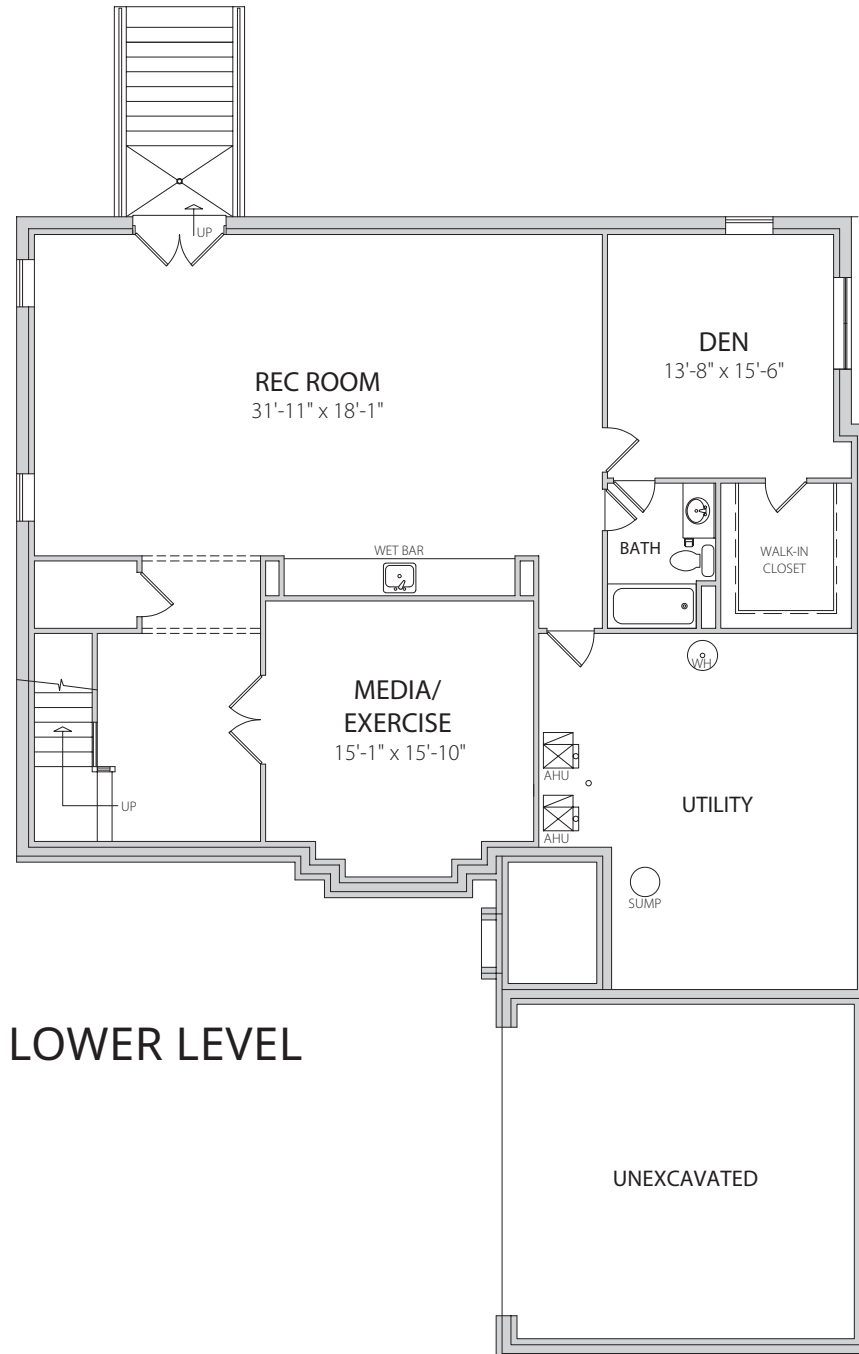 UP
DEN
13'-8" x 15'-6"
REC ROOM
31'-11" x 18'-1"
WET BAR
BATH
WALK-IN
CLOSET
WH
MEDIA/
EXERCISE
15'-1" x 15'-10"
AHU
UTILITY
UP
AHU
SUMP
LOWER LEVEL
UNEXCAVATED